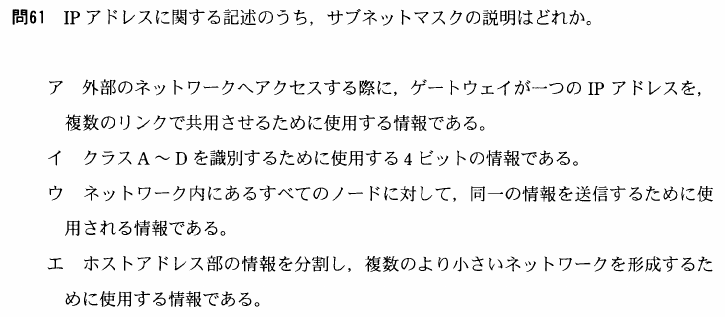 問61 IP アドレスに関する記述のうち，サブネットマスクの説明はどれか。
ア 外部のネットワークへアクセスする際に，ゲートウェイが一つの IP アドレスを，
複数のリンクで共用させるために使用する情報である。
イ クラス A ～ D を識別するために使用する 4 ビットの情報である。
ウ ネットワーク内にあるすべてのノードに対して，同一の情報を送信するために使
用される情報である。
エ ホストアドレス部の情報を分割し，複数のより小さいネットワークを形成するた
めに使用する情報である。